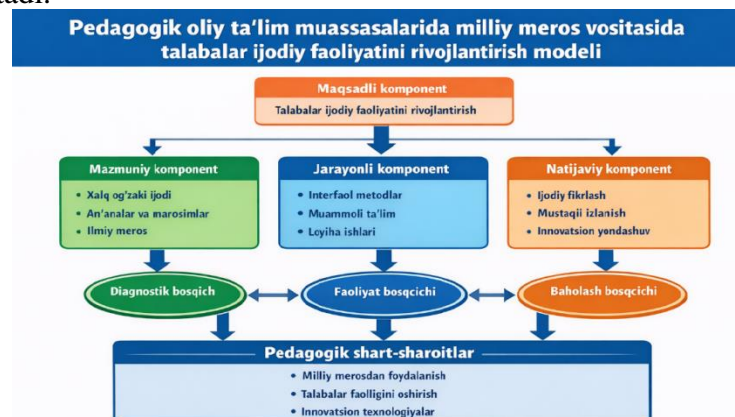 Pedagogik oliy ta‘lim muassasalarida milliy meros vositasida
talabalar ijodiy faoliyatini rivojlantirish modeli
Maqsadli komponent
Talabalar ijodiy faoliyatini rivojlantirish
Mazmuniy komponent
• Xalq og‘zaki ijodi
• An’analar va marosimlar
• Ilmiy meros
Jarayonli komponent
• Interfaol metodlar
• Muammoli ta’lim
• Loyiha ishlari
Natijaviy komponent
• Ijodiy fikrlash
• Mustaqii izlanish
• Innovatsion yondashuv
Diagnostik bosqich
Faoliyat bosqcichi
Baholash bosqcichi
Pedagogik shart-sharoitlar
• Milliy merosdan foydalanish
• Talabalar faolligini oshirish
• Innovatsion texnologiyalar